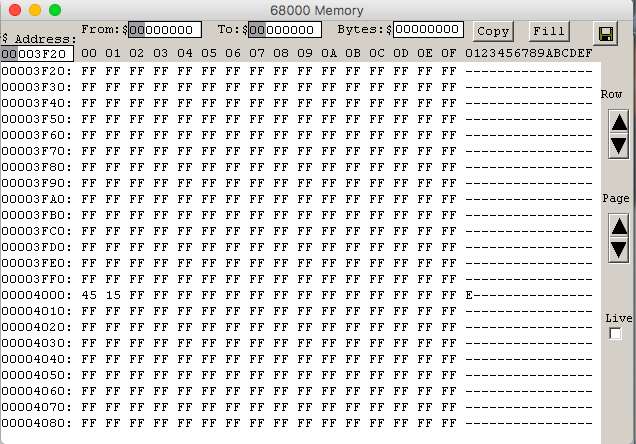 68000 Memory
From:$ 00000000 To:$ 00000000 Bytes:$ 00000000 Copy Fill
$ Address:
00003F20 00 01 02 03 04 05 06 07 08 09 0A 0B 0C 0D 0E 0F 0123456789ABCDEF
00003F20: FF FF FF FF FF FF FF FF FF FF FF FF FF FF FF FF ----------------
00003F30: FF FF FF FF FF FF FF FF FF FF FF FF FF FF FF FF ----------------
Row
00003F40: FF FF FF FF FF FF FF FF FF FF FF FF FF FF FF FF ----------------
00003F50: FF FF FF FF FF FF FF FF FF FF FF FF FF FF FF FF ----------------
00003F60: FF FF FF FF FF FF FF FF FF FF FF FF FF FF FF FF ----------------
00003F70: FF FF FF FF FF FF FF FF FF FF FF FF FF FF FF FF ----------------
00003F80: FF FF FF FF FF FF FF FF FF FF FF FF FF FF FF FF ----------------
00003F90: FF FF FF FF FF FF FF FF FF FF FF FF FF FF FF FF ----------------
00003FA0: FF FF FF FF FF FF FF FF FF FF FF FF FF FF FF FF ----------------
Page
00003FB0: FF FF FF FF FF FF FF FF FF FF FF FF FF FF FF FF ----------------
00003FC0: FF FF FF FF FF FF FF FF FF FF FF FF FF FF FF FF ----------------
00003FD0: FF FF FF FF FF FF FF FF FF FF FF FF FF FF FF FF ----------------
00003FE0: FF FF FF FF FF FF FF FF FF FF FF FF FF FF FF FF ----------------
00003FF0: FF FF FF FF FF FF FF FF FF FF FF FF FF FF FF FF ----------------
00004000: 45 15 FF FF FF FF FF FF FF FF FF FF FF FF FF FF E---------------
00004010: FF FF FF FF FF FF FF FF FF FF FF FF FF FF FF FF ----------------
Live
00004020: FF FF FF FF FF FF FF FF FF FF FF FF FF FF FF FF ----------------
00004030: FF FF FF FF FF FF FF FF FF FF FF FF FF FF FF FF ----------------
00004040: FF FF FF FF FF FF FF FF FF FF FF FF FF FF FF FF ----------------
00004050: FF FF FF FF FF FF FF FF FF FF FF FF FF FF FF FF ----------------
00004060: FF FF FF FF FF FF FF FF FF FF FF FF FF FF FF FF ----------------
00004070: FF FF FF FF FF FF FF FF FF FF FF FF FF FF FF FF ----------------
00004080: FF FF FF FF FF FF FF FF FF FF FF FF FF FF FF FF ----------------